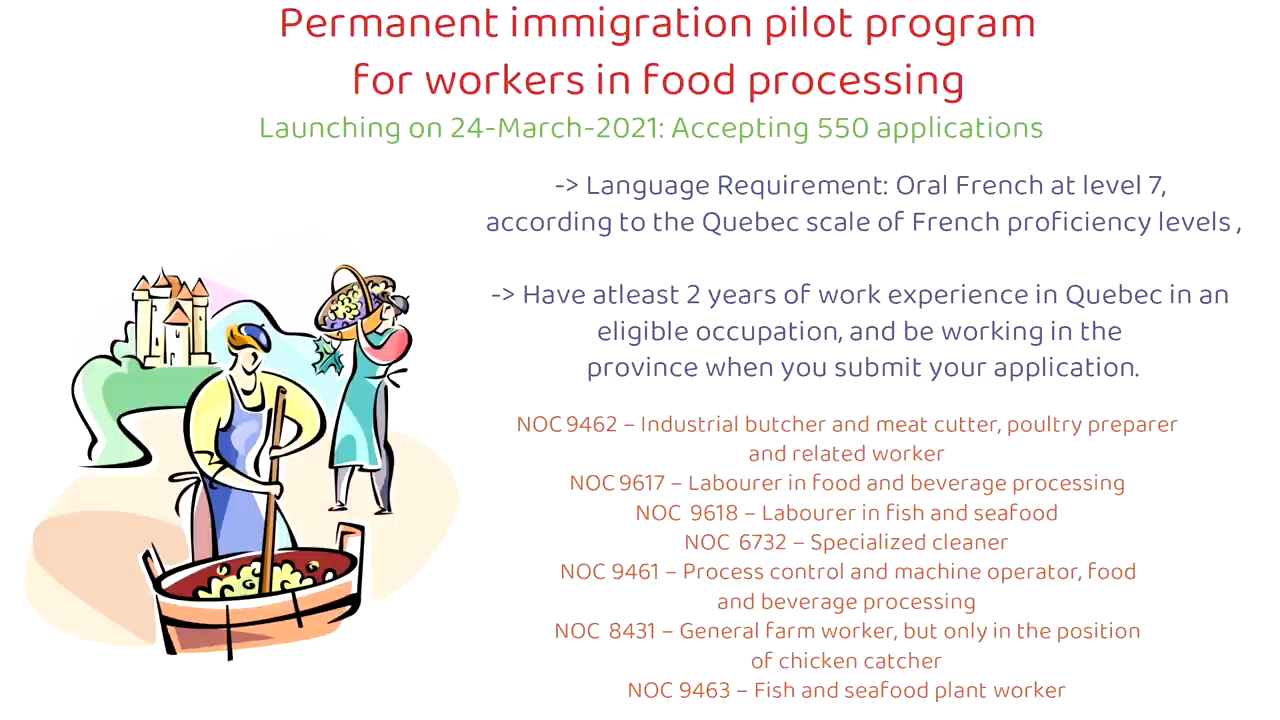 Permanent immigration pilot program
for workers in food processing
Launching on 24-March-2021: Accepting 550 applications
-> Language Requirement: Oral French at level 7,
according to the Quebec scale of French proficiency levels ,
-> Have atleast 2 years of work experience in Quebec in an
eligible occupation, and be working in the
province when you submit your application.
NOC 9462 – Industrial butcher and meat cutter, poultry preparer
and related worker
NOC 9617 – Labourer in food and beverage processing
NOC 9618 – Labourer in fish and seafood
NOC 6732 – Specialized cleaner
NOC 9461 – Process control and machine operator, food
and beverage processing
NOC 8431 – General farm worker, but only in the position
of chicken catcher
NOC 9463 – Fish and seafood plant worker